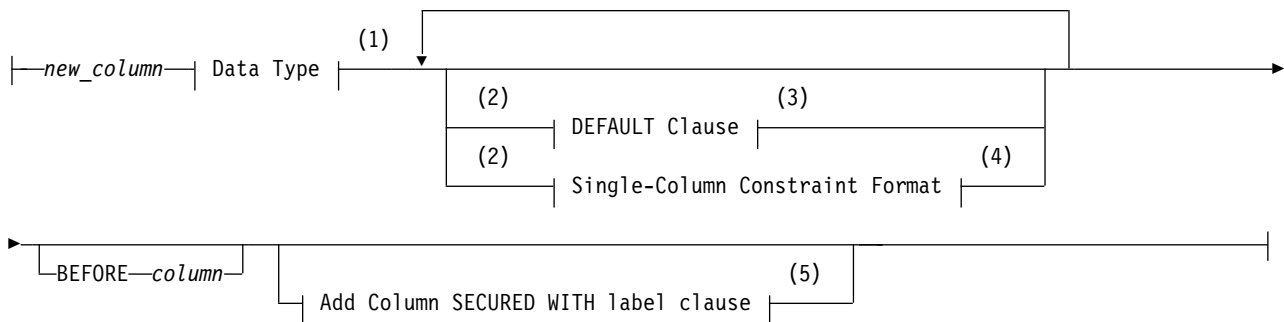 (1)
new_column Data Type
(2) (3)
DEFAULT Clause
(2) (4)
Single-Column Constraint Format
BEFORE column
(5)
Add Column SECURED WITH label clause